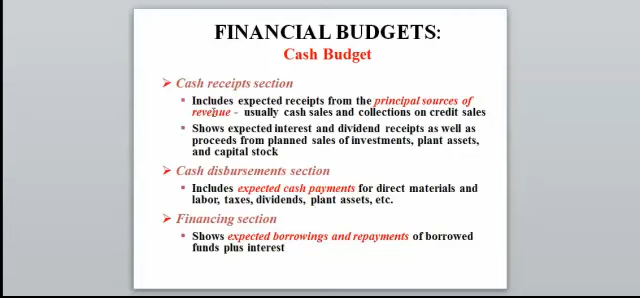 FINANCIAL BUDGETS:
Cash Budget
➢ Cash receipts section
▪ Includes expected receipts from the principal sources of
revenue - usually cash sales and collections on credit sales
▪ Shows expected interest and dividend receipts as well as
proceeds from planned sales of investments, plant assets,
and capital stock
➢ Cash disbursements section
▪ Includes expected cash payments for direct materials and
labor, taxes, dividends, plant assets, etc.
➢ Financing section
▪ Shows expected borrowings and repayments of borrowed
funds plus interest